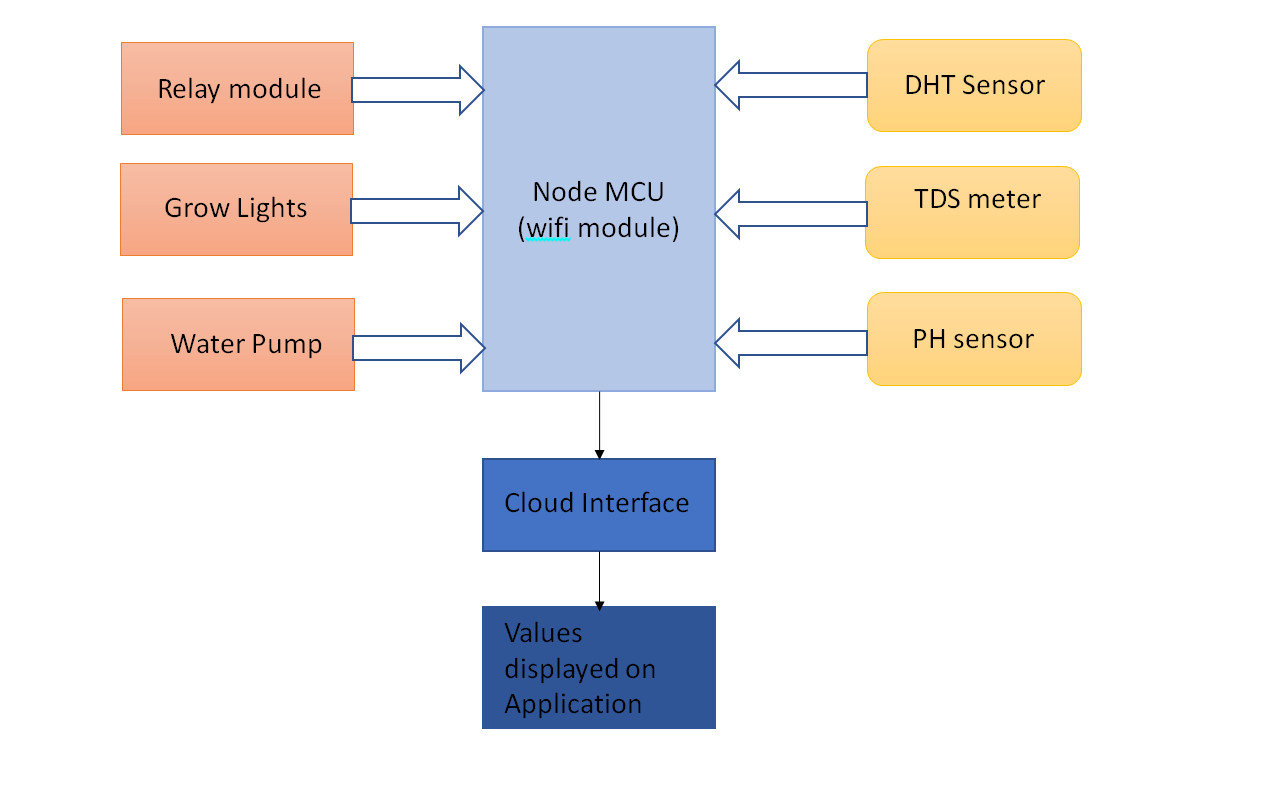 Relay module
DHT Sensor
Grow Lights
Node MCU
(wifi module)
TDS meter
Water Pump
PH sensor
Cloud Interface
Values
displayed on
Application